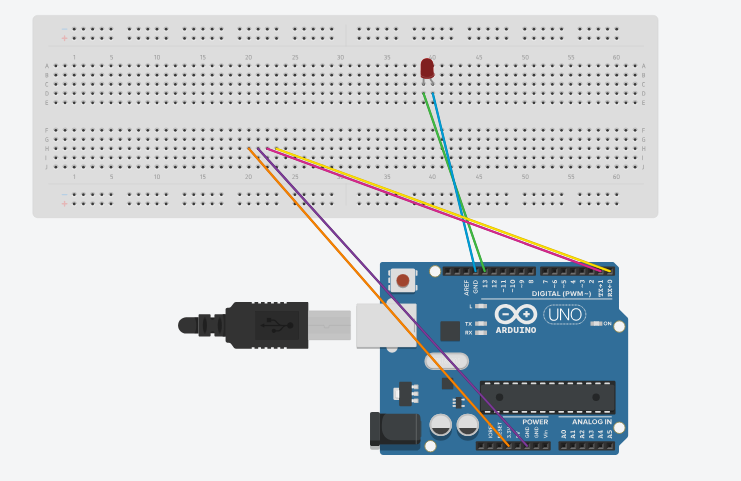 1 5 10 15 20 25 30 35 40 45 50 55 60
A A
B B
C C
D D
E E
F F
G G
H H
I I
J J
1 5 10 15 20 25 30 35 40 45 50 55 60
AREF
GND
13
12
~11
~10
~9
8
7
~6
~5
~4
~3
2
TX→1
RX←0
DIGITAL (PWM~)
L
TX
RX
UNO
ON
ARDUINO
POWER
ANALOG IN
RESET
3.3V
GND
GND
Vin
A0
A1
A2
A3
A4
A5